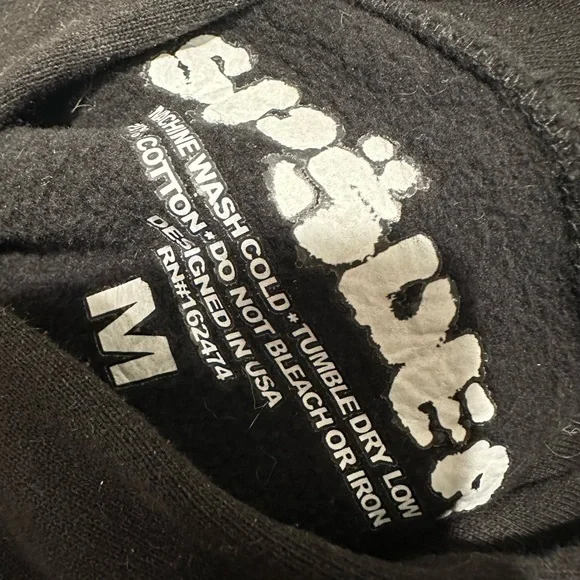 MACHINE WASH COLD * TUMBLE DRY LOW
COTTON * DO NOT BLEACH OR IRON
DESIGNED IN USA
RN#162474
M